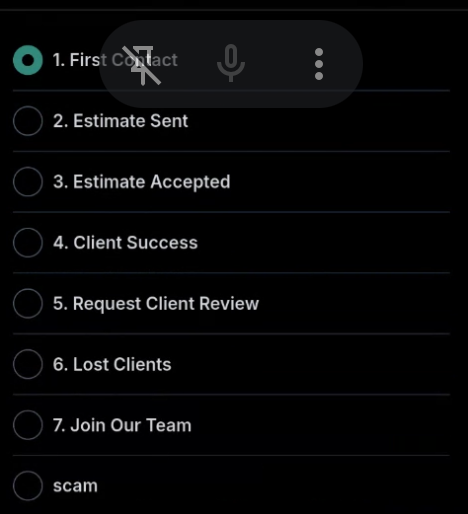 1. First Contact
2. Estimate Sent
3. Estimate Accepted
4. Client Success
5. Request Client Review
6. Lost Clients
7. Join Our Team
scam